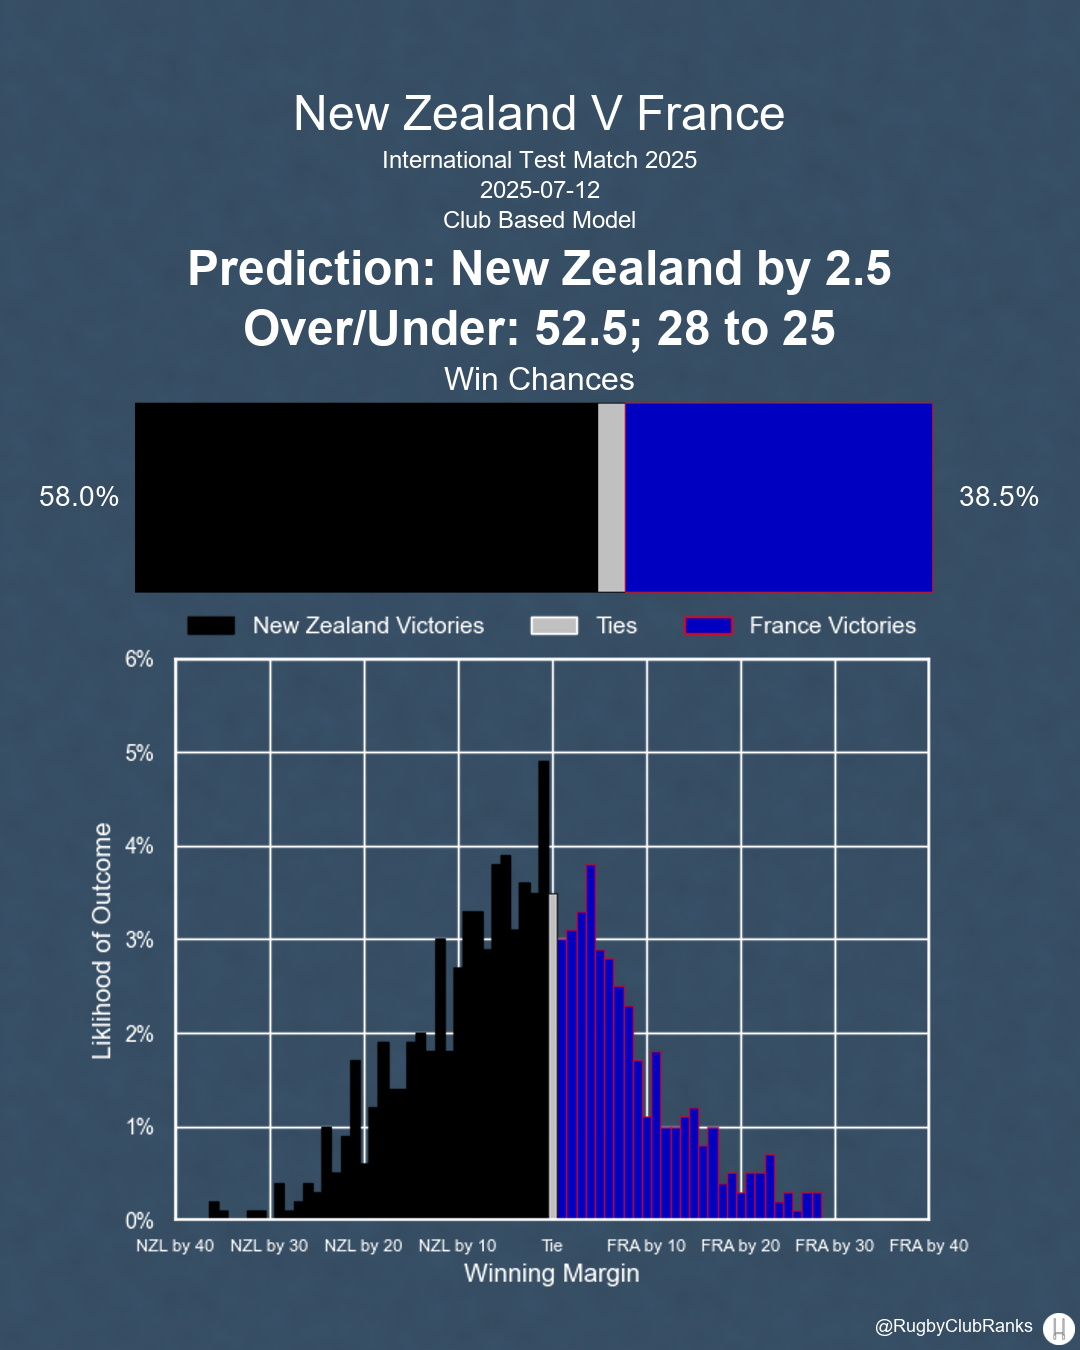 New Zealand V France
International Test Match 2025
2025-07-12
Club Based Model
Prediction: New Zealand by 2.5
Over/Under: 52.5; 28 to 25
Win Chances
58.0%
38.5%
New Zealand Victories
Ties
France Victories
6%
5%
4%
3%
2%
1%
0%
Liklihood of Outcome
NZL by 40
NZL by 30
NZL by 20
NZL by 10
Tie
FRA by 10
FRA by 20
FRA by 30
FRA by 40
Winning Margin
@RugbyClubRanks